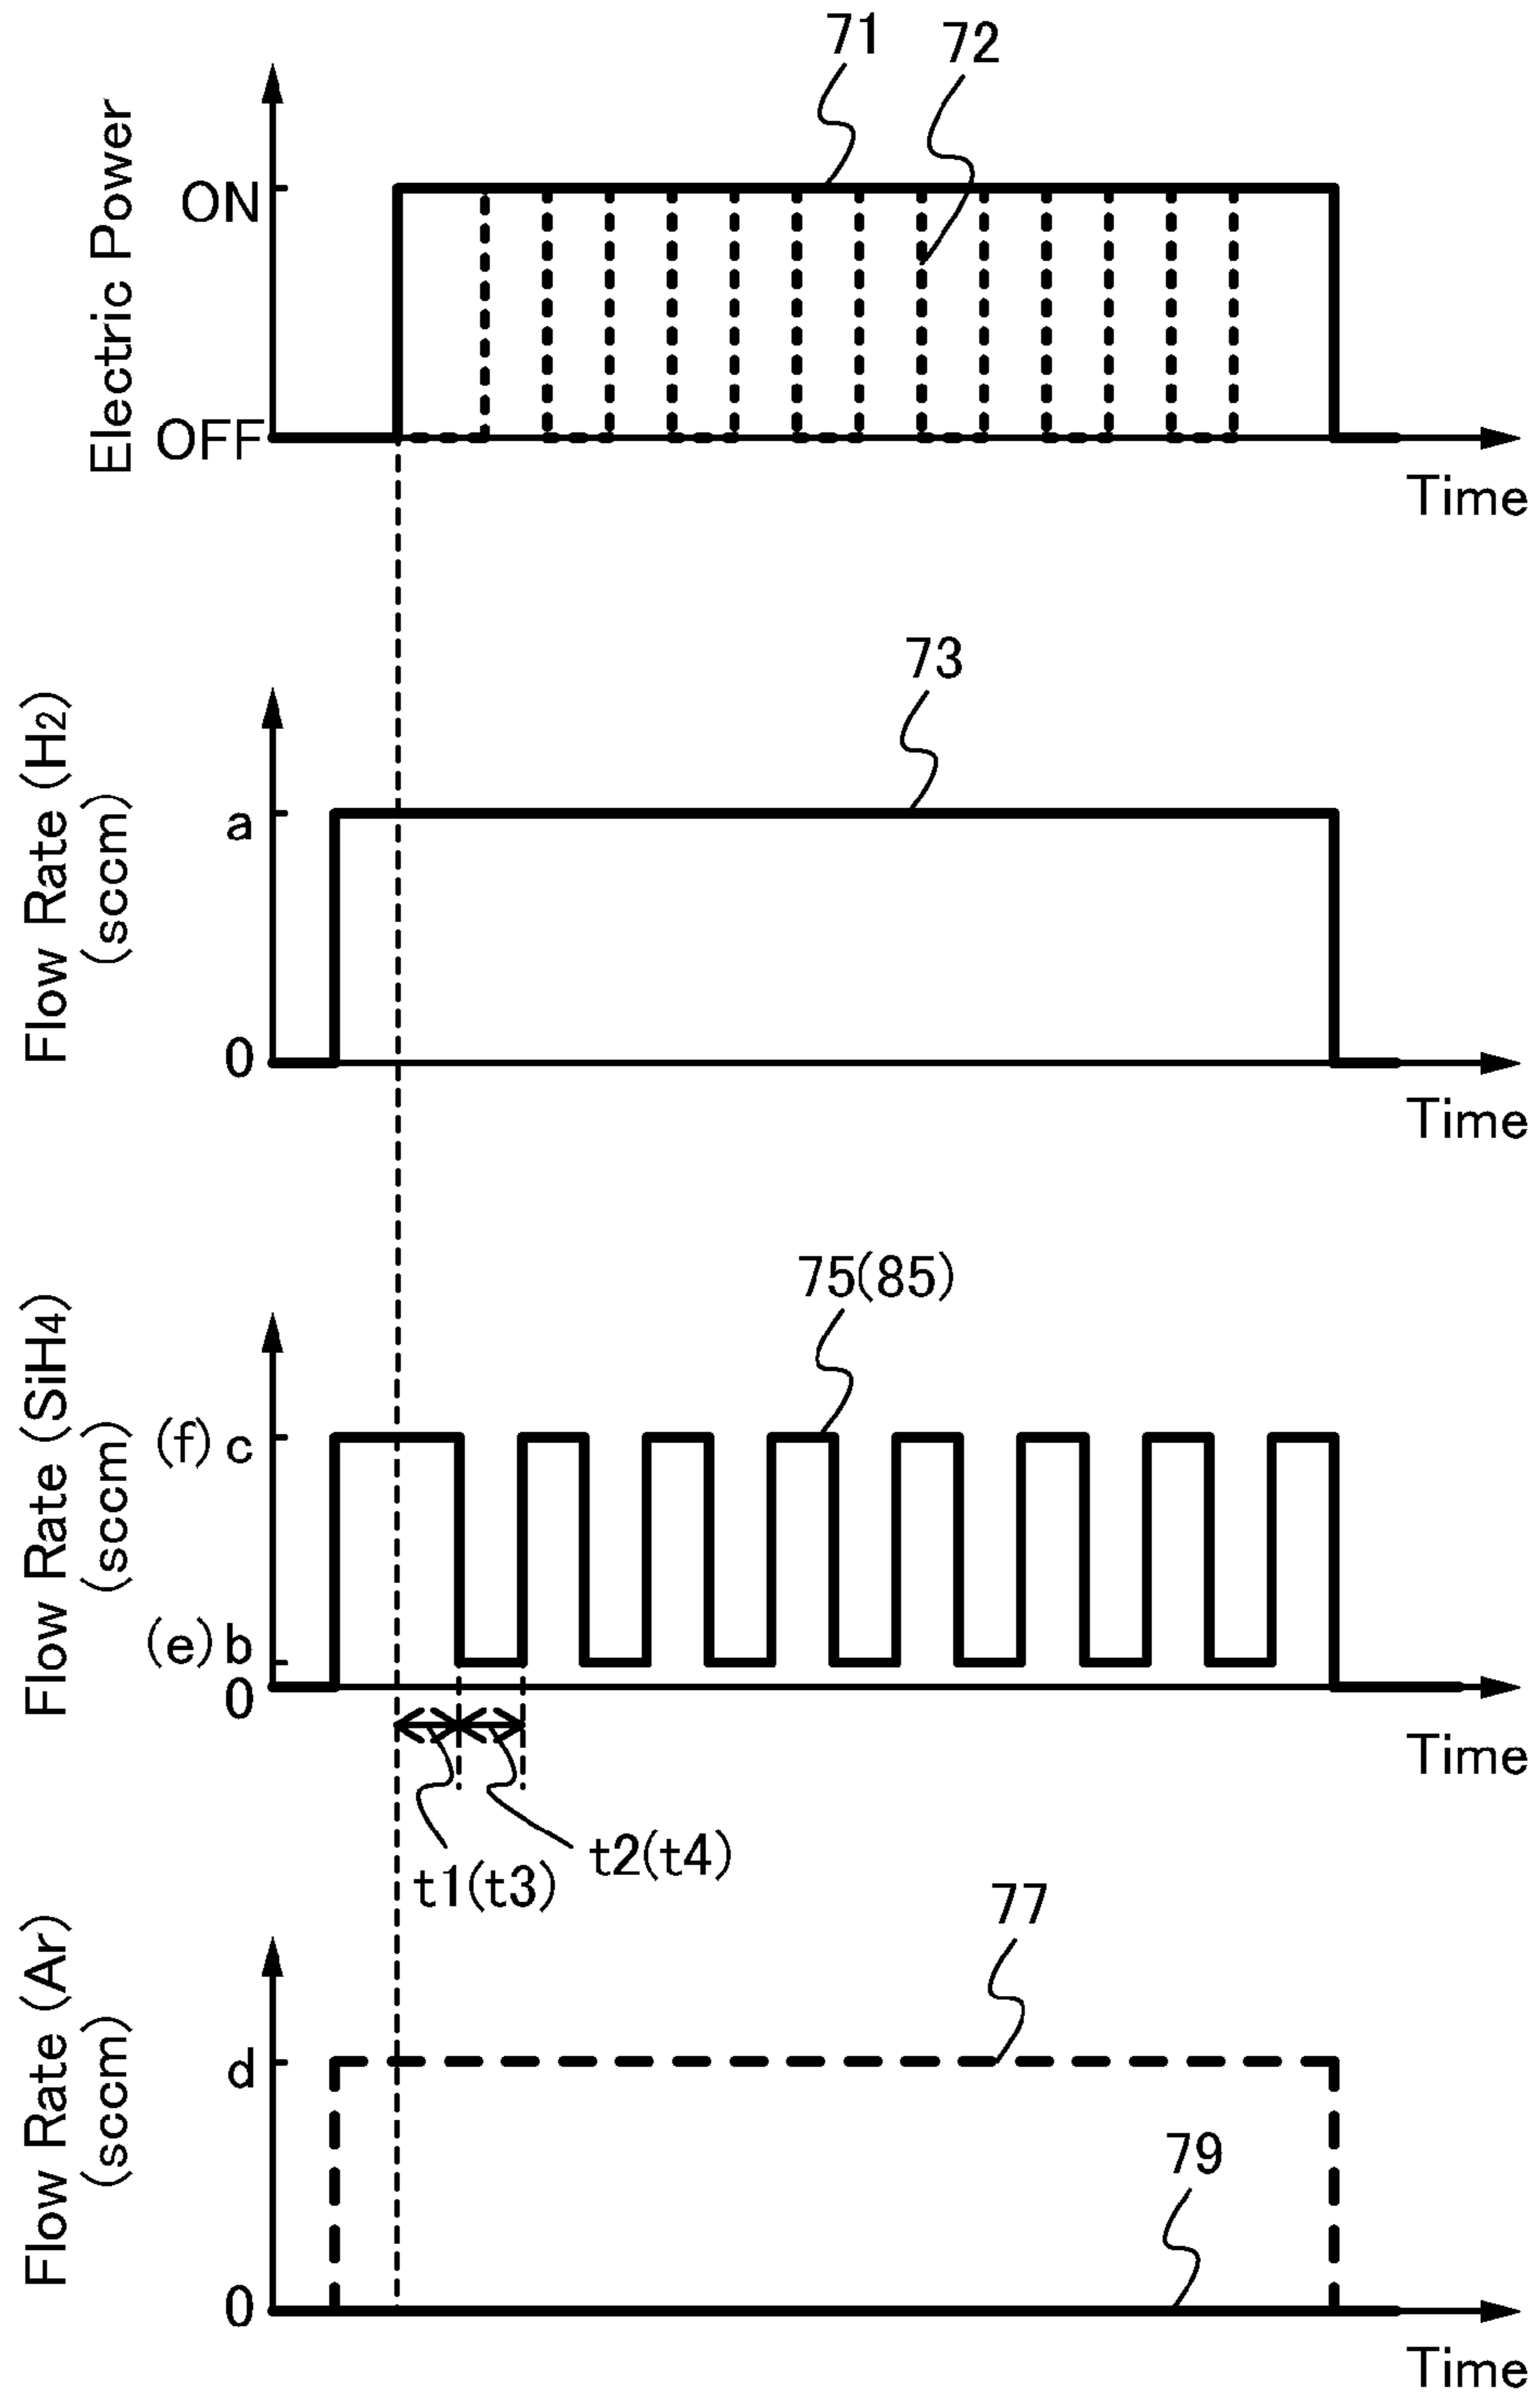 71
72
Electric Power
ON
OFF
Time
73
Flow Rate (H2)
(sccm)
a
0
Time
75(85)
Flow Rate (SiH4)
(sccm)
(f) c
(e) b
0
Time
t1(t3)
t2(t4)
77
Flow Rate (Ar)
(sccm)
d
79
0
Time